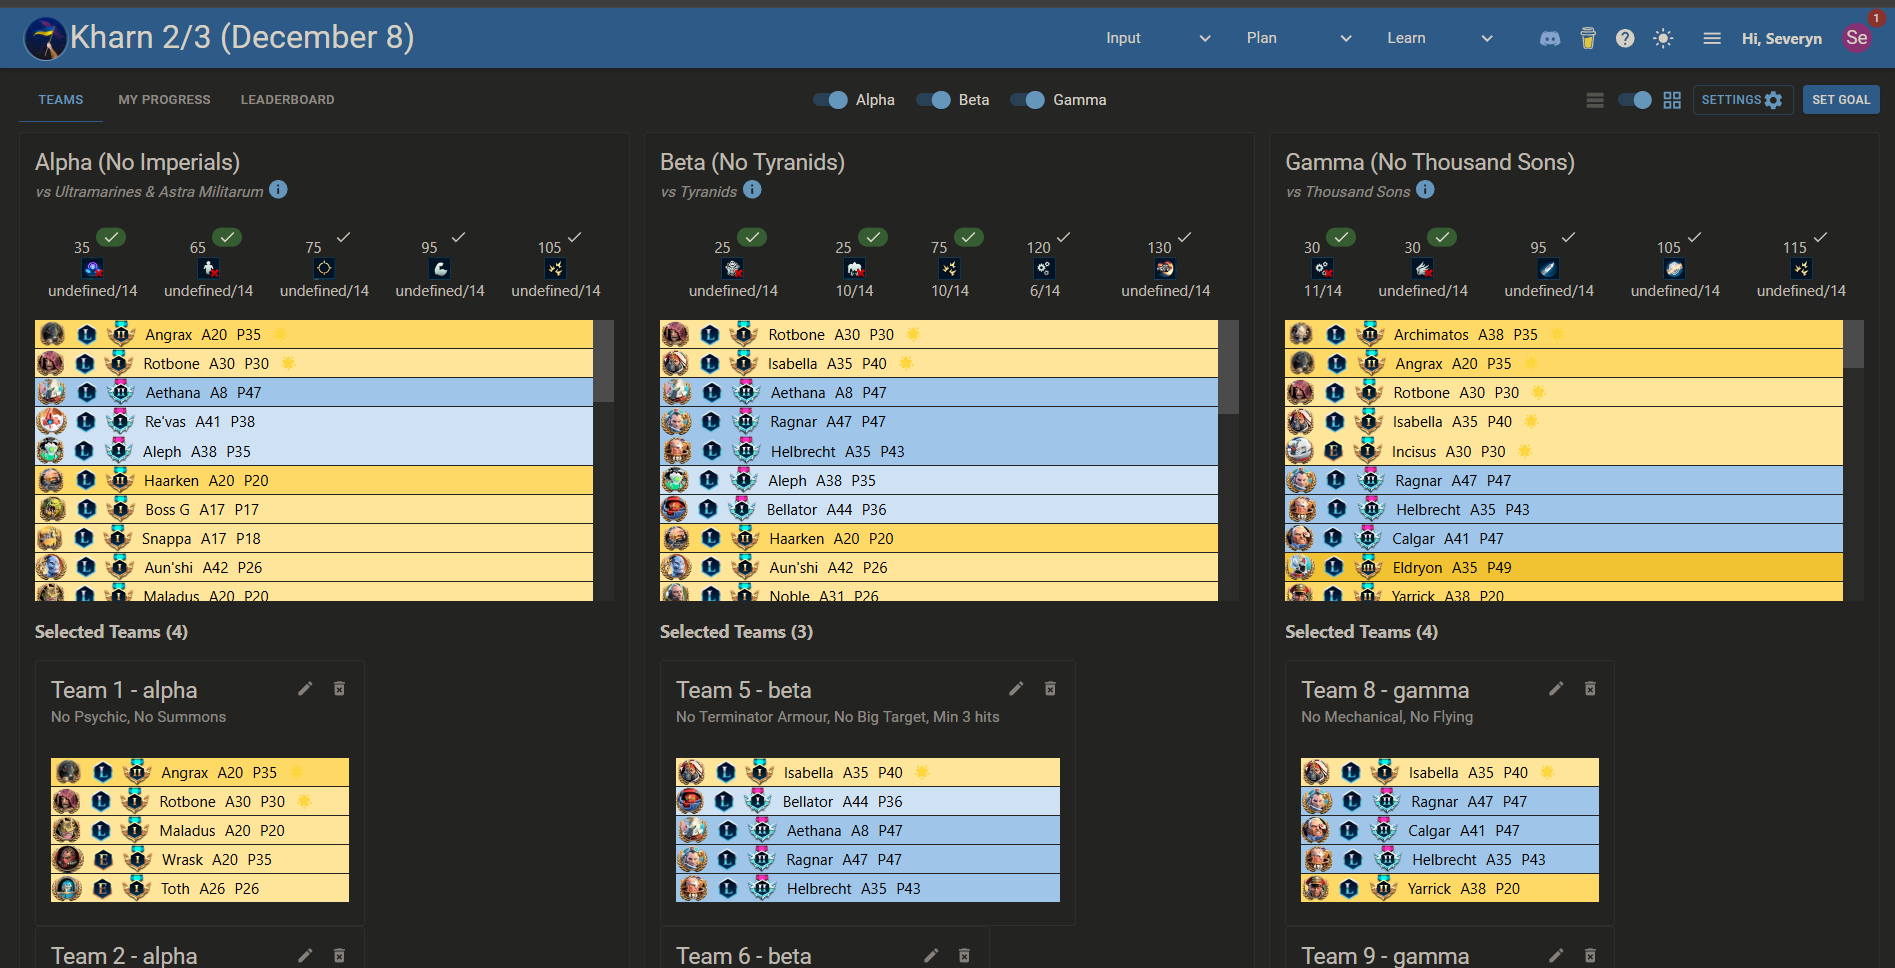 Kharn 2/3 (December 8)
Input
Plan
Learn
Hi, Severyn
Se
1
TEAMS
MY PROGRESS
LEADERBOARD
Alpha
Beta
Gamma
SETTINGS
SET GOAL
Alpha (No Imperials)
vs Ultramarines & Astra Militarum
35
65
75
95
105
undefined/14
undefined/14
undefined/14
undefined/14
undefined/14
Angrax A20 P35
Rotbone A30 P30
Aethana A8 P47
Re'vas A41 P38
Aleph A38 P35
Haarken A20 P20
Boss G A17 P17
Snappa A17 P18
Aun'shi A42 P26
Maladus A20 P20
Selected Teams (4)
Team 1 - alpha
No Psychic, No Summons
Angrax A20 P35
Rotbone A30 P30
Maladus A20 P20
Wrask A20 P35
Toth A26 P26
Team 2 - alpha
Beta (No Tyranids)
vs Tyranids
25
25
75
120
130
undefined/14
10/14
10/14
6/14
undefined/14
Rotbone A30 P30
Isabella A35 P40
Aethana A8 P47
Ragnar A47 P47
Helbrecht A35 P43
Aleph A38 P35
Bellator A44 P36
Haarken A20 P20
Aun'shi A42 P26
Noble A31 P26
Selected Teams (3)
Team 5 - beta
No Terminator Armour, No Big Target, Min 3 hits
Isabella A35 P40
Bellator A44 P36
Aethana A8 P47
Ragnar A47 P47
Helbrecht A35 P43
Team 6 - beta
Gamma (No Thousand Sons)
vs Thousand Sons
30
30
95
105
115
11/14
undefined/14
undefined/14
undefined/14
undefined/14
Archimatos A38 P35
Angrax A20 P35
Rotbone A30 P30
Isabella A35 P40
Incisus A30 P30
Ragnar A47 P47
Helbrecht A35 P43
Calgar A41 P47
Eldryon A35 P49
Yarrick A38 P20
Selected Teams (4)
Team 8 - gamma
No Mechanical, No Flying
Isabella A35 P40
Ragnar A47 P47
Calgar A41 P47
Helbrecht A35 P43
Yarrick A38 P20
Team 9 - gamma